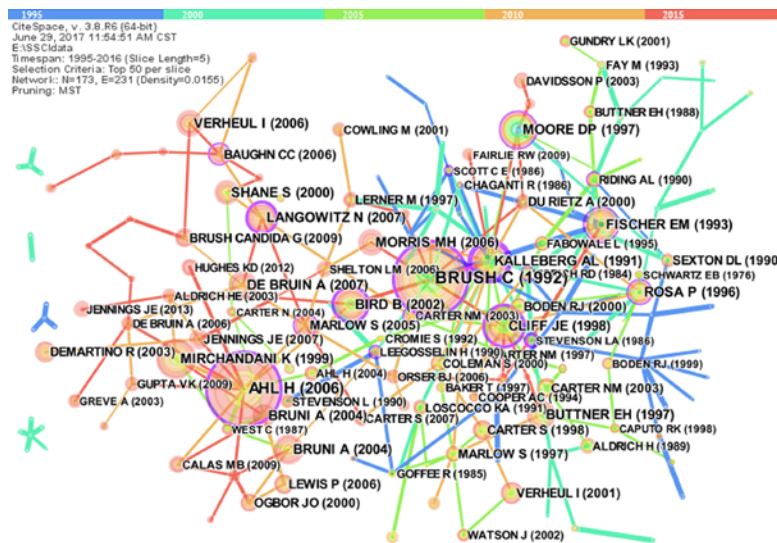 1995 2000 2005 2010 2015
CiteSpace, v. 3.8.R6 (64-bit)
June 29, 2017 11:54:51 AM CST
E:\SSCIdata
Timespan: 1995-2016 (Slice Length=5)
Selection Criteria: Top 50 per slice
Network: N=173, E=231 (Density=0.0155)
Pruning: MST
GUNDRY LK (2001)
FAY M (1993)
DAVIDSSON P (2003)
BUTTNER EH (1988)
VERHEUL I (2006)
COWLING M (2001)
MOORE DP (1997)
BAUGHN CC (2006)
FAIRLIE RW (2009)
SCOTT C E (1986)
RIDING AL (1990)
CHAGANTI R (1986)
SHANE S (2000)
LERNER M (1997)
DU RIETZ A (2000)
LANGOWITZ N (2007)
FISCHER EM (1993)
BRUSH CANDIDA G (2009)
MORRIS MH (2006)
FABOWALE L (1995)
KALLEBERG AL (1991)
SEXTON DL (1990)
HUGHES KD (2012)
SHELTON LM (2006)
BRUSH C (1992)
RD (1984)
SCHWARTZ EB (1976)
DE BRUIN A (2007)
ROSA P (1996)
ALDRICH HE (2003)
BIRD B (2002)
BODEN RJ (2000)
JENNINGS JE (2013)
CARTER N (2004)
CARTER NM (2003)
DE BRUIN A (2006)
MARLOW S (2005)
CLIFF JE (1998)
JENNINGS JE (2007)
CROMIE S (1992)
STEVENSON LA (1986)
DEMARTINO R (2003)
MIRCHANDANI K (1999)
LEEGOSSELIN H (1990)
CARTER NM (1997)
COLEMAN S (2000)
BODEN RJ (1999)
AHL H (2004)
ORSER BJ (2006)
GUPTA VK (2009)
AHL H (2006)
BAKER T (1997)
CARTER NM (2003)
GREVE A (2003)
STEVENSON L (1990)
COOPER AC (1994)
BRUNI A (2004)
LOSCOCCO KA (1991)
BUTTNER EH (1997)
CARTER S (2007)
WEST C (1987)
CARTER S (1998)
CAPUTO RK (1998)
BRUNI A (2004)
MARLOW S (1997)
ALDRICH H (1989)
CALAS MB (2009)
GOFFEE R (1985)
LEWIS P (2006)
VERHEUL I (2001)
OGBOR JO (2000)
WATSON J (2002)